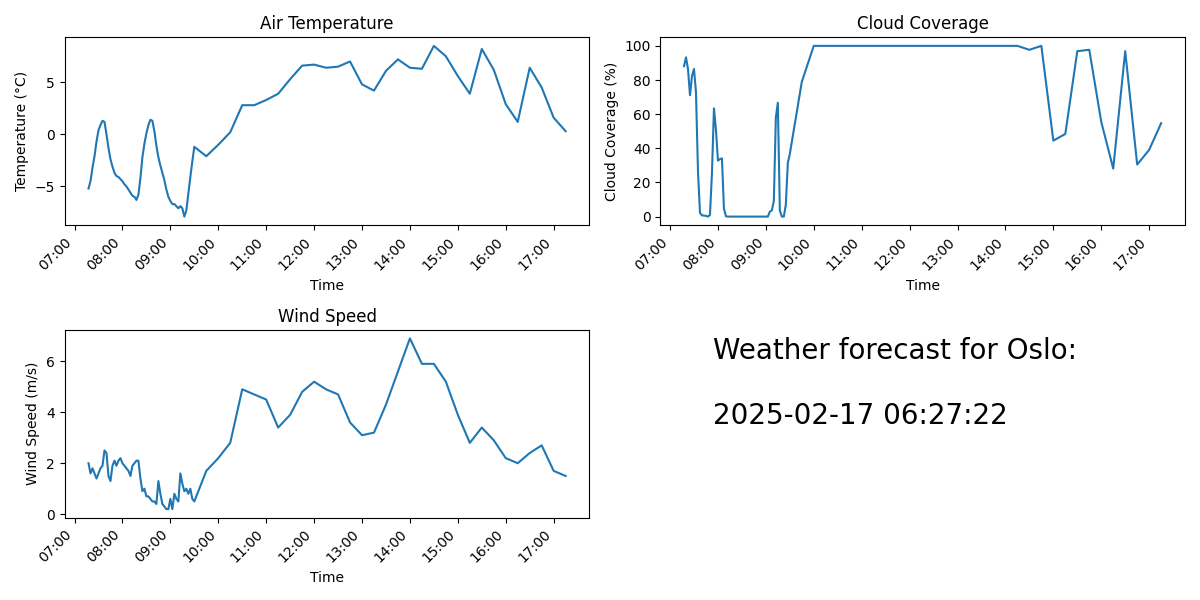 Air Temperature
Temperature (°C)
5
0
−5
07:00 08:00 09:00 10:00 11:00 12:00 13:00 14:00 15:00 16:00 17:00
Time
Cloud Coverage
Cloud Coverage (%)
100
80
60
40
20
0
07:00 08:00 09:00 10:00 11:00 12:00 13:00 14:00 15:00 16:00 17:00
Time
Wind Speed
Wind Speed (m/s)
6
4
2
0
07:00 08:00 09:00 10:00 11:00 12:00 13:00 14:00 15:00 16:00 17:00
Time
Weather forecast for Oslo:
2025-02-17 06:27:22